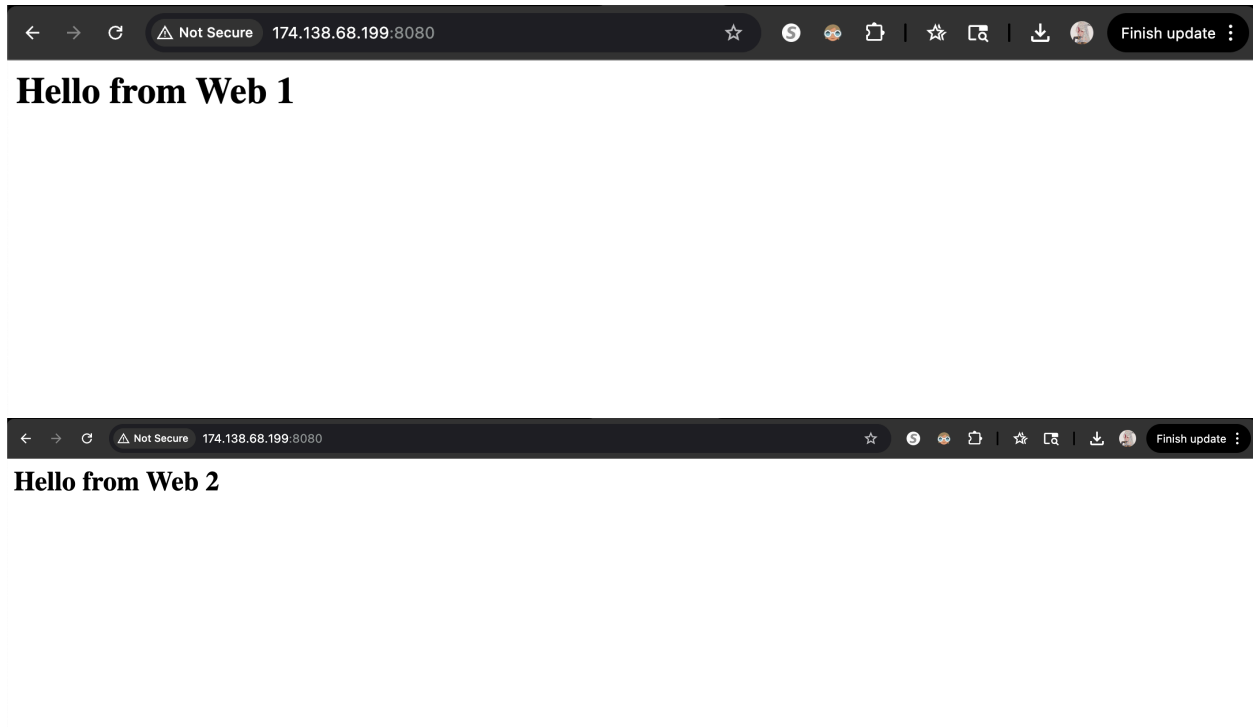 Not Secure 174.138.68.199:8080 Finish update
Hello from Web 1
Not Secure 174.138.68.199:8080 Finish update
Hello from Web 2